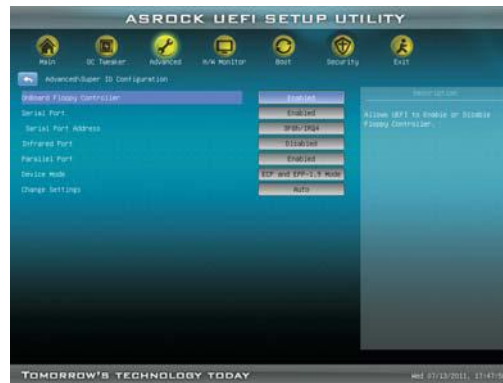 ASROCK UEFI SETUP UTILITY
Main OC Tweaker Advanced H/W Monitor Boot Security Exit
Advanced\Super IO Configuration
OnBoard Floppy Controller Enabled
Serial Port Enabled
Serial Port Address 3F8h/IRQ4
Infrared Port Disabled
Parallel Port Enabled
Device Mode ECP and EPP-1.9 Mode
Change Settings Auto
Description
Allows UEFI to Enable or Disable
Floppy Controller.
TOMORROW'S TECHNOLOGY TODAY
Wed 07/13/2011,